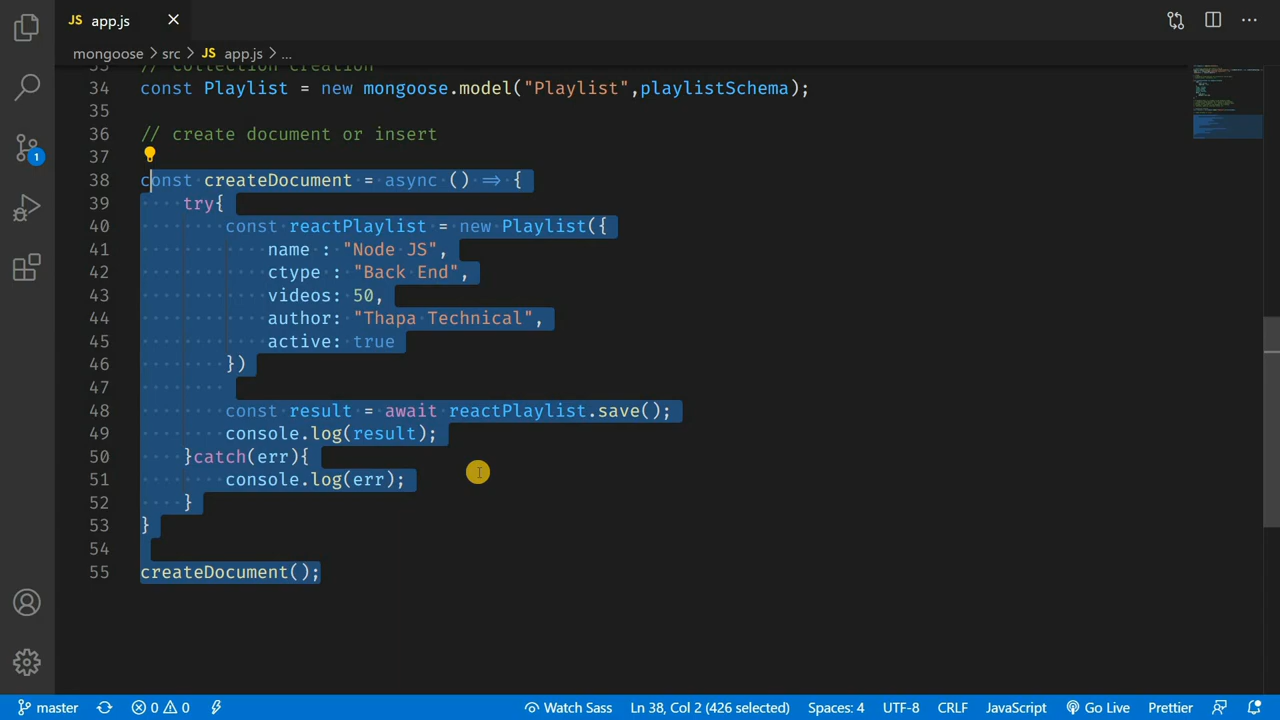 JS app.js
mongoose > src > JS app.js > ...
33 // collection creation
34 const Playlist = new mongoose.model("Playlist",playlistSchema);
35
36 // create document or insert
37
38 const createDocument = async () => {
39 try{
40 const reactPlaylist = new Playlist({
41 name : "Node JS",
42 ctype : "Back End",
43 videos: 50,
44 author: "Thapa Technical",
45 active: true
46 })
47
48 const result = await reactPlaylist.save();
49 console.log(result);
50 }catch(err){
51 console.log(err);
52 }
53 }
54
55 createDocument();
1
master 0 0 Watch Sass Ln 38, Col 2 (426 selected) Spaces: 4 UTF-8 CRLF JavaScript Go Live Prettier